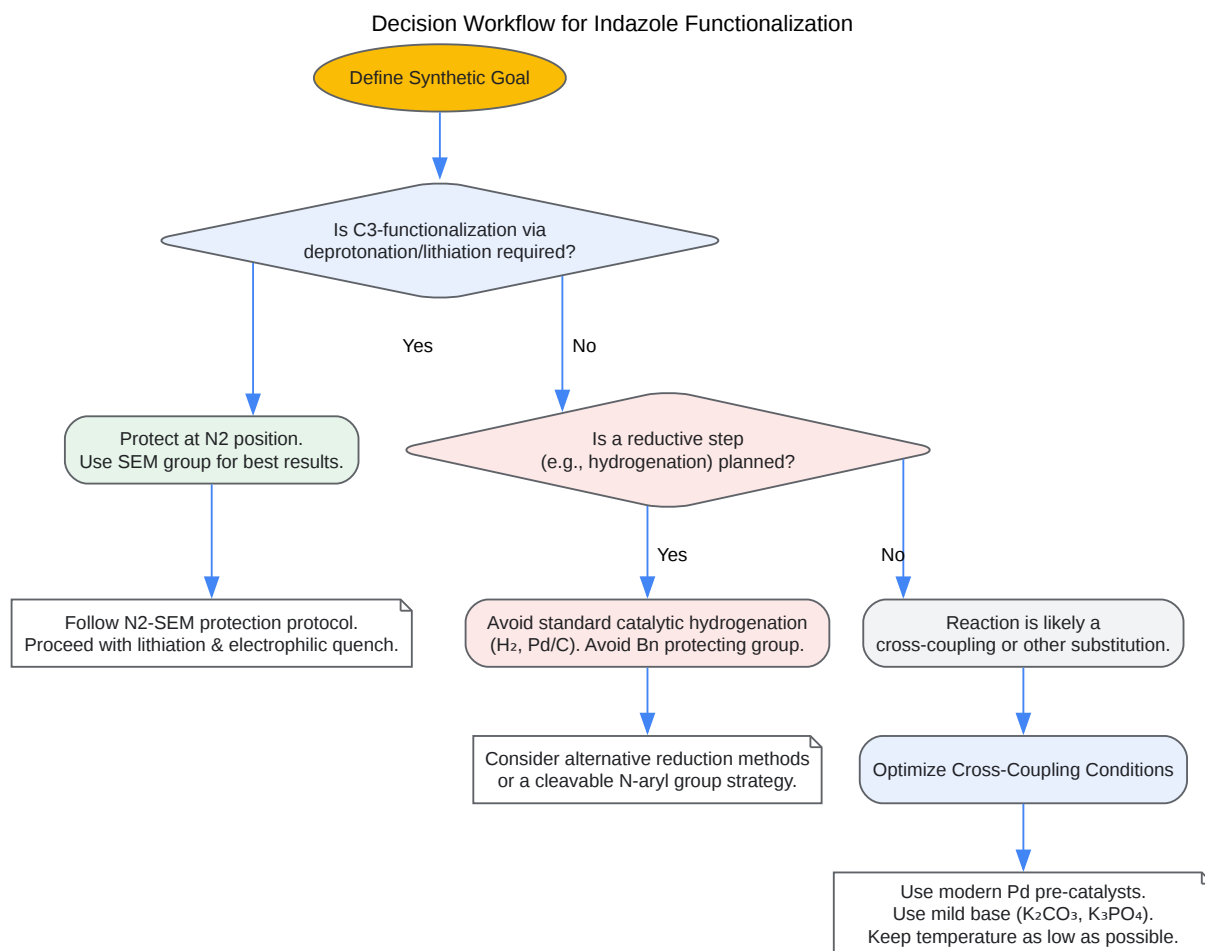 Decision Workflow for Indazole Functionalization
Define Synthetic Goal
Is C3-functionalization via
deprotonation/lithiation required?
Yes
No
Protect at N2 position.
Use SEM group for best results.
Is a reductive step
(e.g., hydrogenation) planned?
Yes
No
Follow N2-SEM protection protocol.
Proceed with lithiation & electrophilic quench.
Avoid standard catalytic hydrogenation
(H₂, Pd/C). Avoid Bn protecting group.
Reaction is likely a
cross-coupling or other substitution.
Consider alternative reduction methods
or a cleavable N-aryl group strategy.
Optimize Cross-Coupling Conditions
Use modern Pd pre-catalysts.
Use mild base (K₂CO₃, K₃PO₄).
Keep temperature as low as possible.